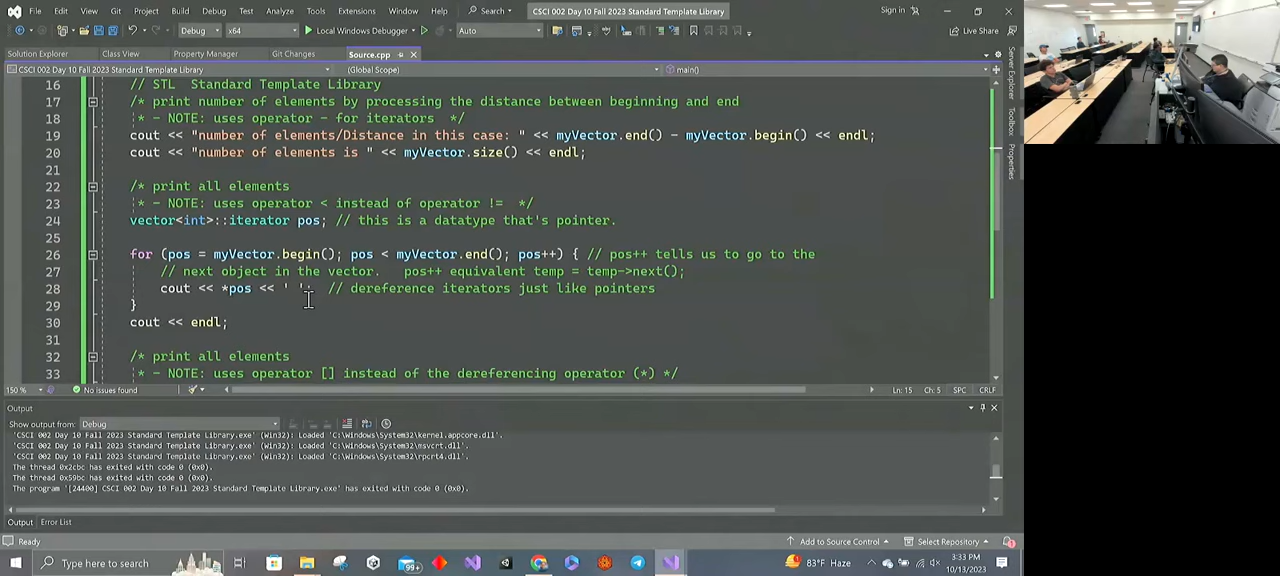 File Edit View Git Project Build Debug Test Analyze Tools Extensions Window Help Search CSCI 002 Day 10 Fall 2023 Standard Template Library Sign in
Debug x64 Local Windows Debugger Auto Live Share
Solution Explorer Class View Property Manager Git Changes Source.cpp
CSCI 002 Day 10 Fall 2023 Standard Template Library (Global Scope) main()
16 // STL Standard Template Library
17 /* print number of elements by processing the distance between beginning and end
18 * - NOTE: uses operator - for iterators */
19 cout << "number of elements/Distance in this case: " << myVector.end() - myVector.begin() << endl;
20 cout << "number of elements is " << myVector.size() << endl;
21
22 /* print all elements
23 * - NOTE: uses operator < instead of operator != */
24 vector<int>::iterator pos; // this is a datatype that's pointer.
25
26 for (pos = myVector.begin(); pos < myVector.end(); pos++) { // pos++ tells us to go to the
27 // next object in the vector. pos++ equivalent temp = temp->next();
28 cout << *pos << ' '; // dereference iterators just like pointers
29 }
30 cout << endl;
31
32 /* print all elements
33 * - NOTE: uses operator [] instead of the dereferencing operator (*) */
150 % No issues found Ln: 15 Ch: 5 SPC CRLF
Output
Show output from: Debug
'CSCI 002 Day 10 Fall 2023 Standard Template Library.exe' (Win32): Loaded 'C:\Windows\System32\kernel.appcore.dll'.
'CSCI 002 Day 10 Fall 2023 Standard Template Library.exe' (Win32): Loaded 'C:\Windows\System32\msvcrt.dll'.
'CSCI 002 Day 10 Fall 2023 Standard Template Library.exe' (Win32): Loaded 'C:\Windows\System32\rpcrt4.dll'.
The thread 0x2cbc has exited with code 0 (0x0).
The thread 0x59bc has exited with code 0 (0x0).
The program '[24400] CSCI 002 Day 10 Fall 2023 Standard Template Library.exe' has exited with code 0 (0x0).
Output Error List
Ready Add to Source Control Select Repository
Type here to search 99+ 83°F Haze 3:33 PM
10/13/2023
Server Explorer
Toolbox
Properties